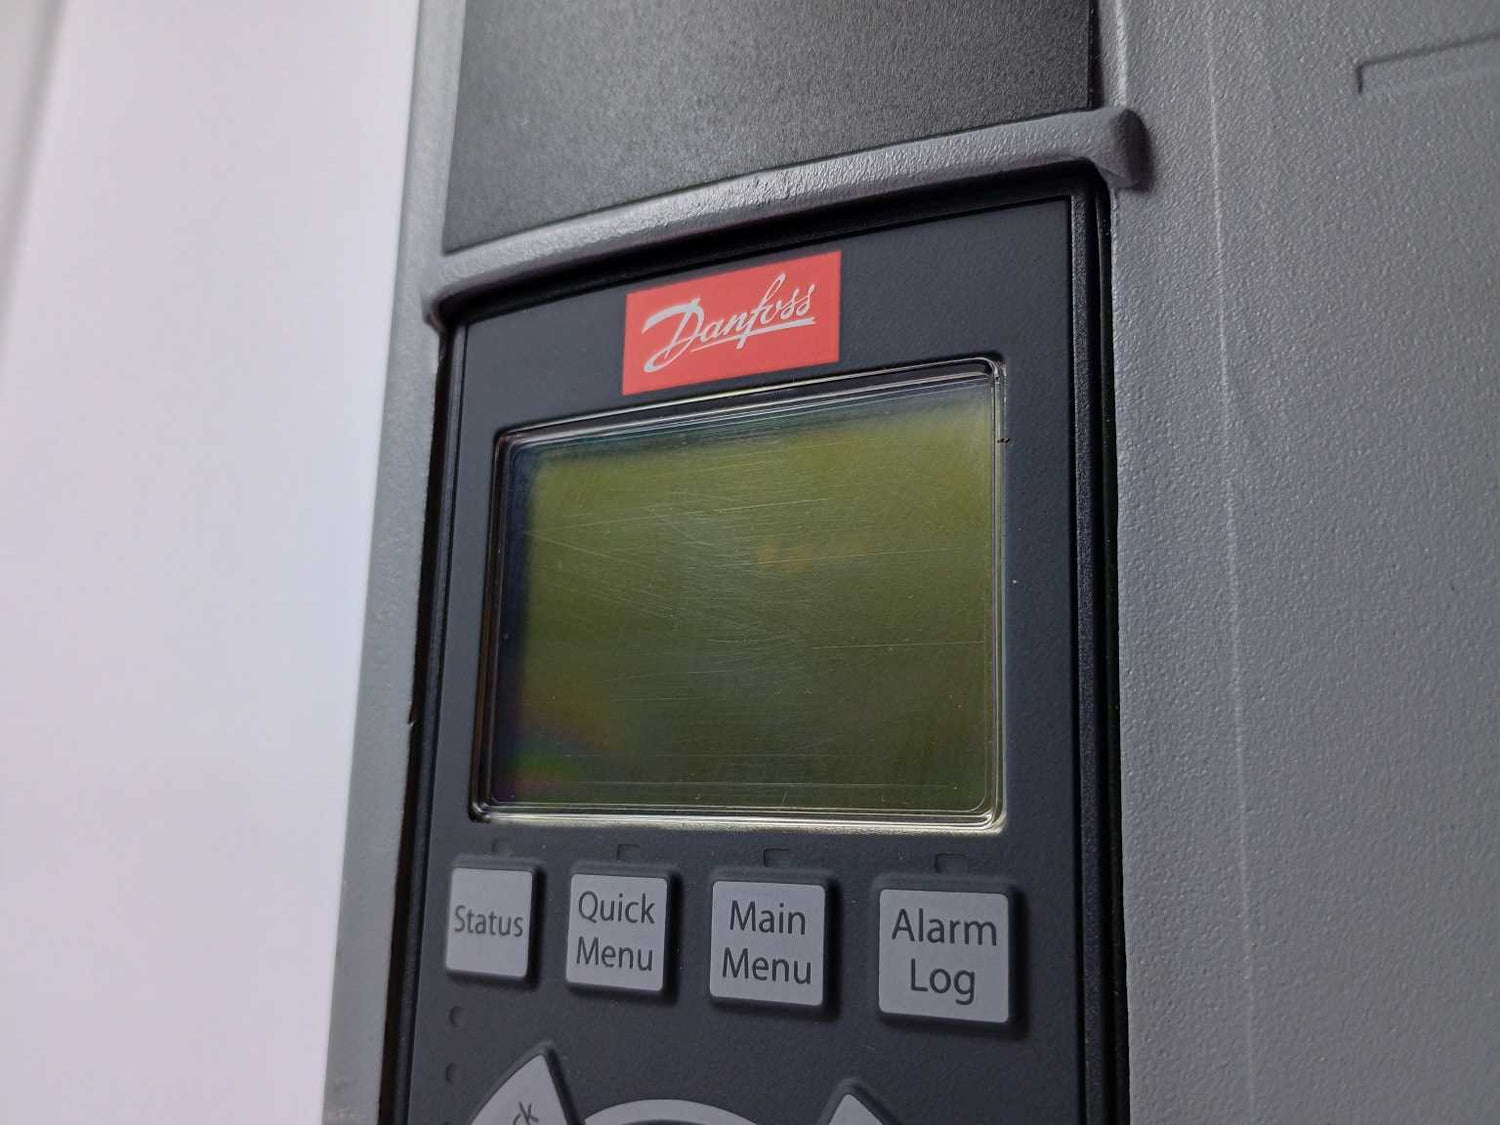 Danfoss
Status
Quick
Menu
Main
Menu
Alarm
Log